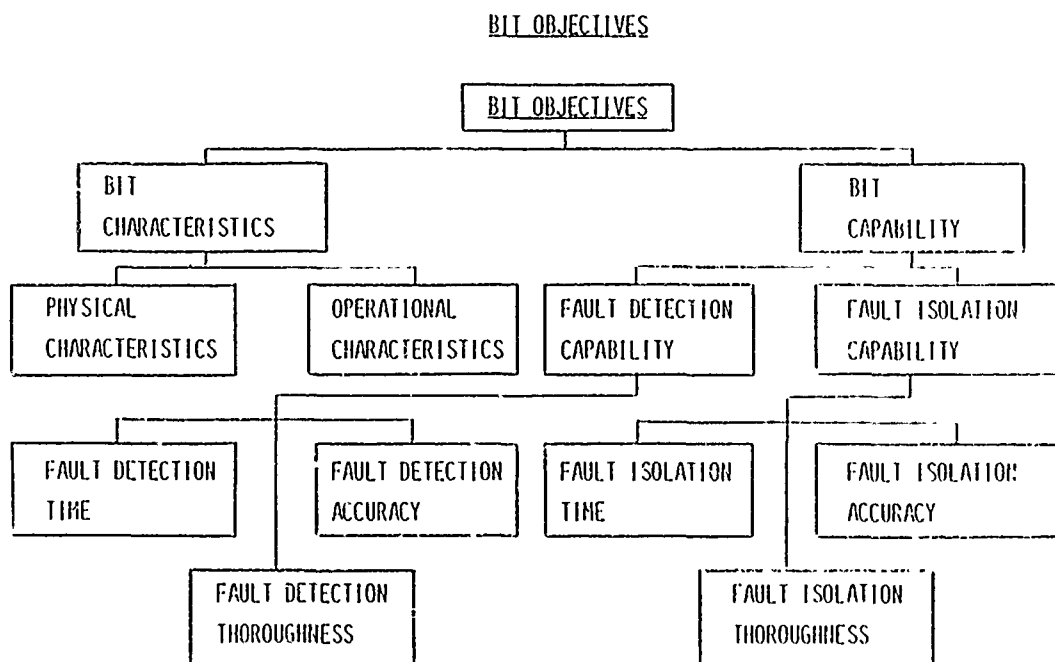 BIT OBJECTIVES
BIT OBJECTIVES
BIT
CHARACTERISTICS
BIT
CAPABILITY
PHYSICAL
CHARACTERISTICS
OPERATIONAL
CHARACTERISTICS
FAULT DETECTION
CAPABILITY
FAULT ISOLATION
CAPABILITY
FAULT DETECTION
TIME
FAULT DETECTION
ACCURACY
FAULT ISOLATION
TIME
FAULT ISOLATION
ACCURACY
FAULT DETECTION
THOROUGHNESS
FAULT ISOLATION
THOROUGHNESS